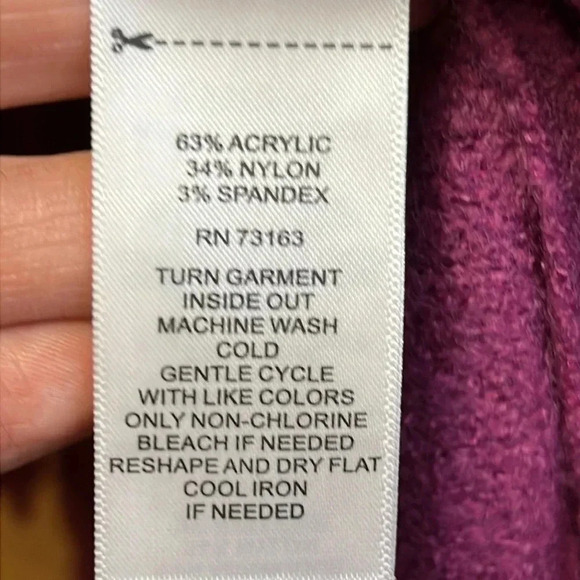 63% ACRYLIC
34% NYLON
3% SPANDEX
RN 73163
TURN GARMENT
INSIDE OUT
MACHINE WASH
COLD
GENTLE CYCLE
WITH LIKE COLORS
ONLY NON-CHLORINE
BLEACH IF NEEDED
RESHAPE AND DRY FLAT
COOL IRON
IF NEEDED